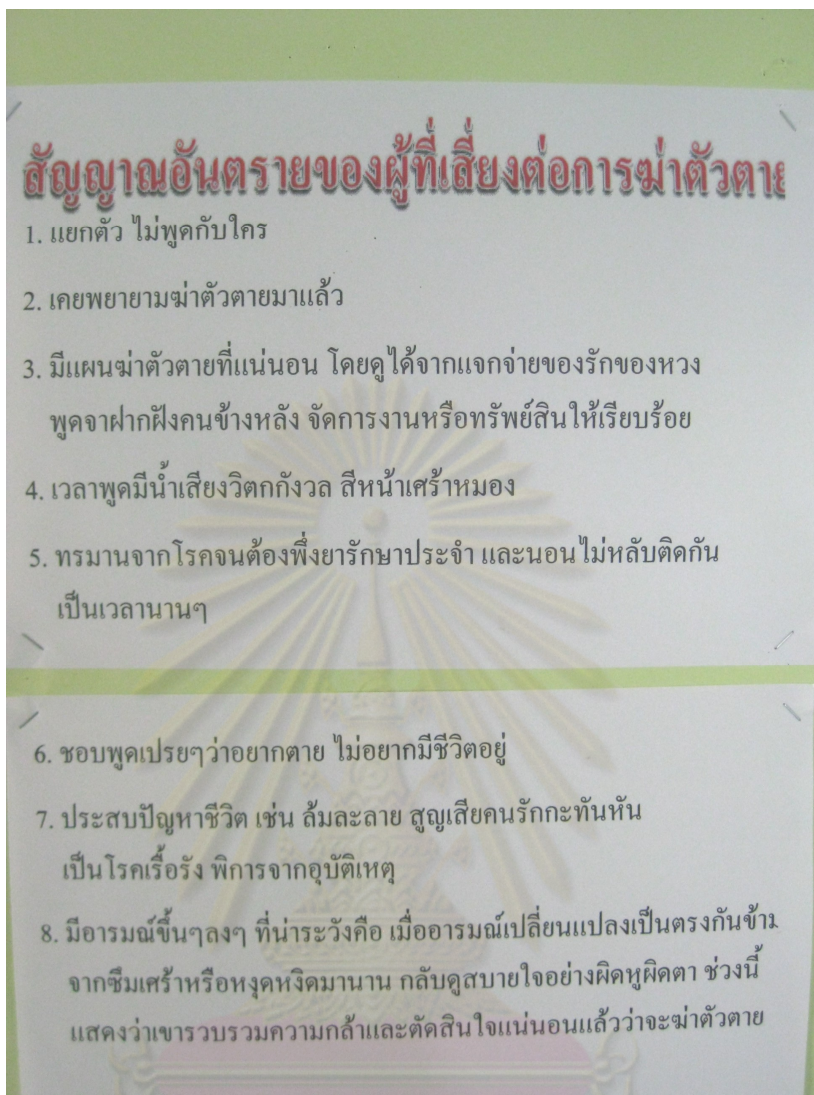 สัญญาณอันตรายของผู้ที่เสี่ยงต่อการฆ่าตัวตาย
1. แยกตัว ไม่พูดกับใคร
2. เคยพยายามฆ่าตัวตายมาแล้ว
3. มีแผนฆ่าตัวตายที่แน่นอน โดยดูได้จากแจกจ่ายของรักของหวง
พูดจาฝากฝังคนข้างหลัง จัดการงานหรือทรัพย์สินให้เรียบร้อย
4. เวลาพูดมีน้ำเสียงวิตกกังวล สีหน้าเศร้าหมอง
5. ทรมานจากโรคจนต้องพึ่งยารักษาประจำ และนอนไม่หลับติดกัน
เป็นเวลานานๆ
6. ชอบพูดเปรยๆว่าอยากตาย ไม่อยากมีชีวิตอยู่
7. ประสบปัญหาชีวิต เช่น ล้มละลาย สูญเสียคนรักกะทันหัน
เป็นโรคเรื้อรัง พิการจากอุบัติเหตุ
8. มีอารมณ์ขึ้นๆลงๆ ที่น่าระวังคือ เมื่ออารมณ์เปลี่ยนแปลงเป็นตรงกันข้าม
จากซึมเศร้าหรือหงุดหงิดมานาน กลับดูสบายใจอย่างผิดหูผิดตา ช่วงนี้
แสดงว่าเขารวบรวมความกล้าและตัดสินใจแน่นอนแล้วว่าจะฆ่าตัวตาย